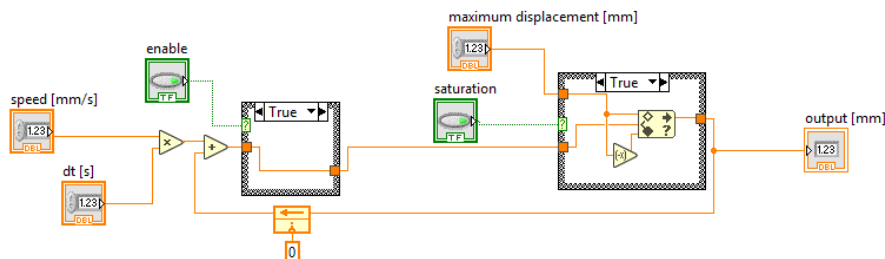 maximum displacement [mm]
1.23
DBL
enable
TF
True
speed [mm/s]
1.23
DBL
True
?
saturation
TF
?
?
output [mm]
1.23
DBL
×
+
(-x)
dt [s]
1.23
DBL
0